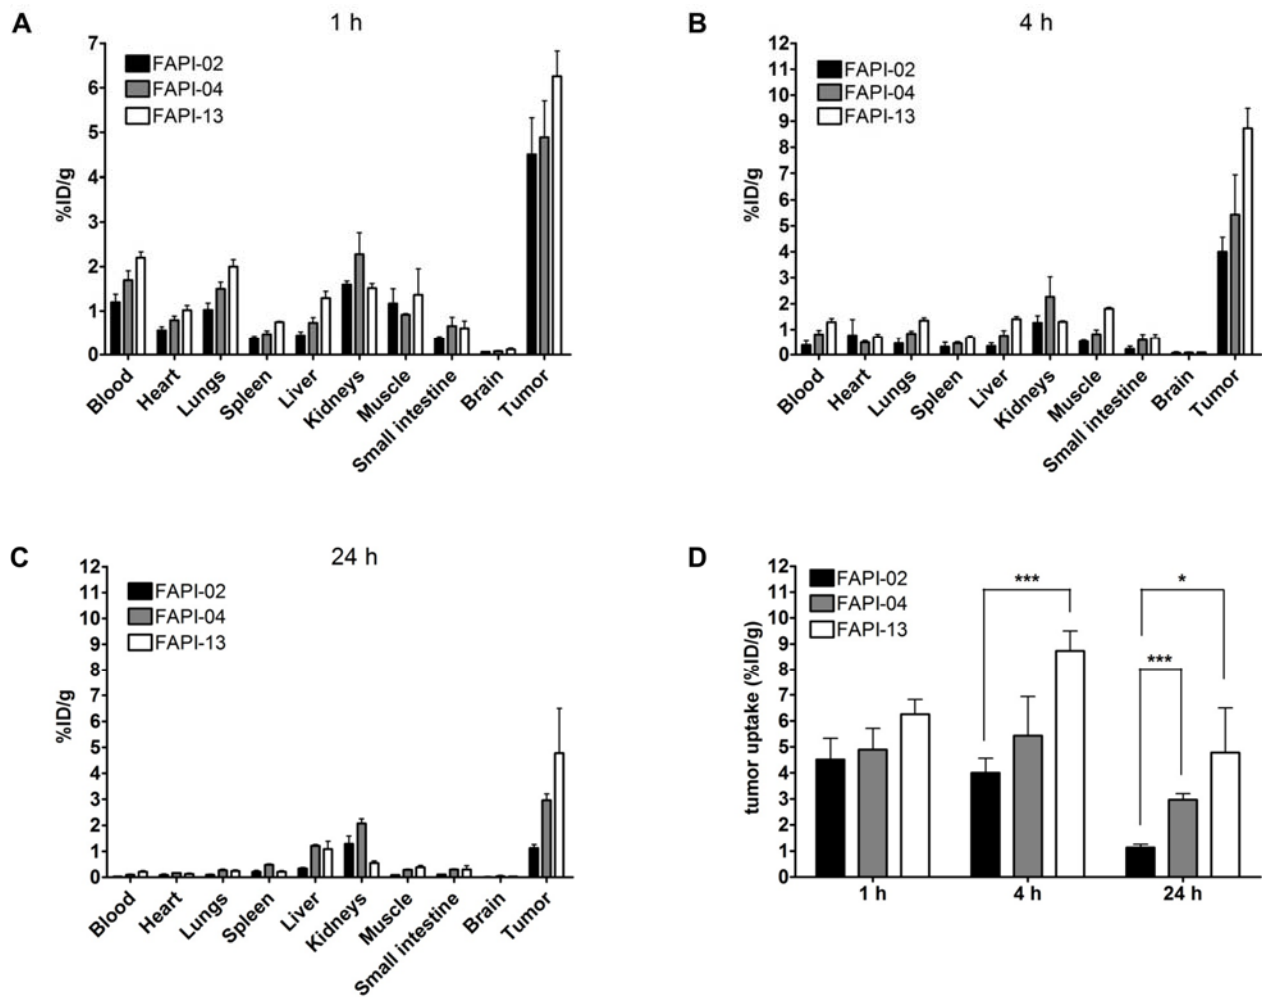 A
1 h
7
6
5
4
3
2
1
0
%ID/g
FAPI-02
FAPI-04
FAPI-13
Blood
Heart
Lungs
Spleen
Liver
Kidneys
Muscle
Small intestine
Brain
Tumor
B
4 h
12
11
10
9
8
7
6
5
4
3
2
1
0
%ID/g
FAPI-02
FAPI-04
FAPI-13
Blood
Heart
Lungs
Spleen
Liver
Kidneys
Muscle
Small intestine
Brain
Tumor
C
24 h
12
11
10
9
8
7
6
5
4
3
2
1
0
%ID/g
FAPI-02
FAPI-04
FAPI-13
Blood
Heart
Lungs
Spleen
Liver
Kidneys
Muscle
Small intestine
Brain
Tumor
D
12
11
10
9
8
7
6
5
4
3
2
1
0
tumor uptake (%ID/g)
FAPI-02
FAPI-04
FAPI-13
***
*
***
1 h
4 h
24 h